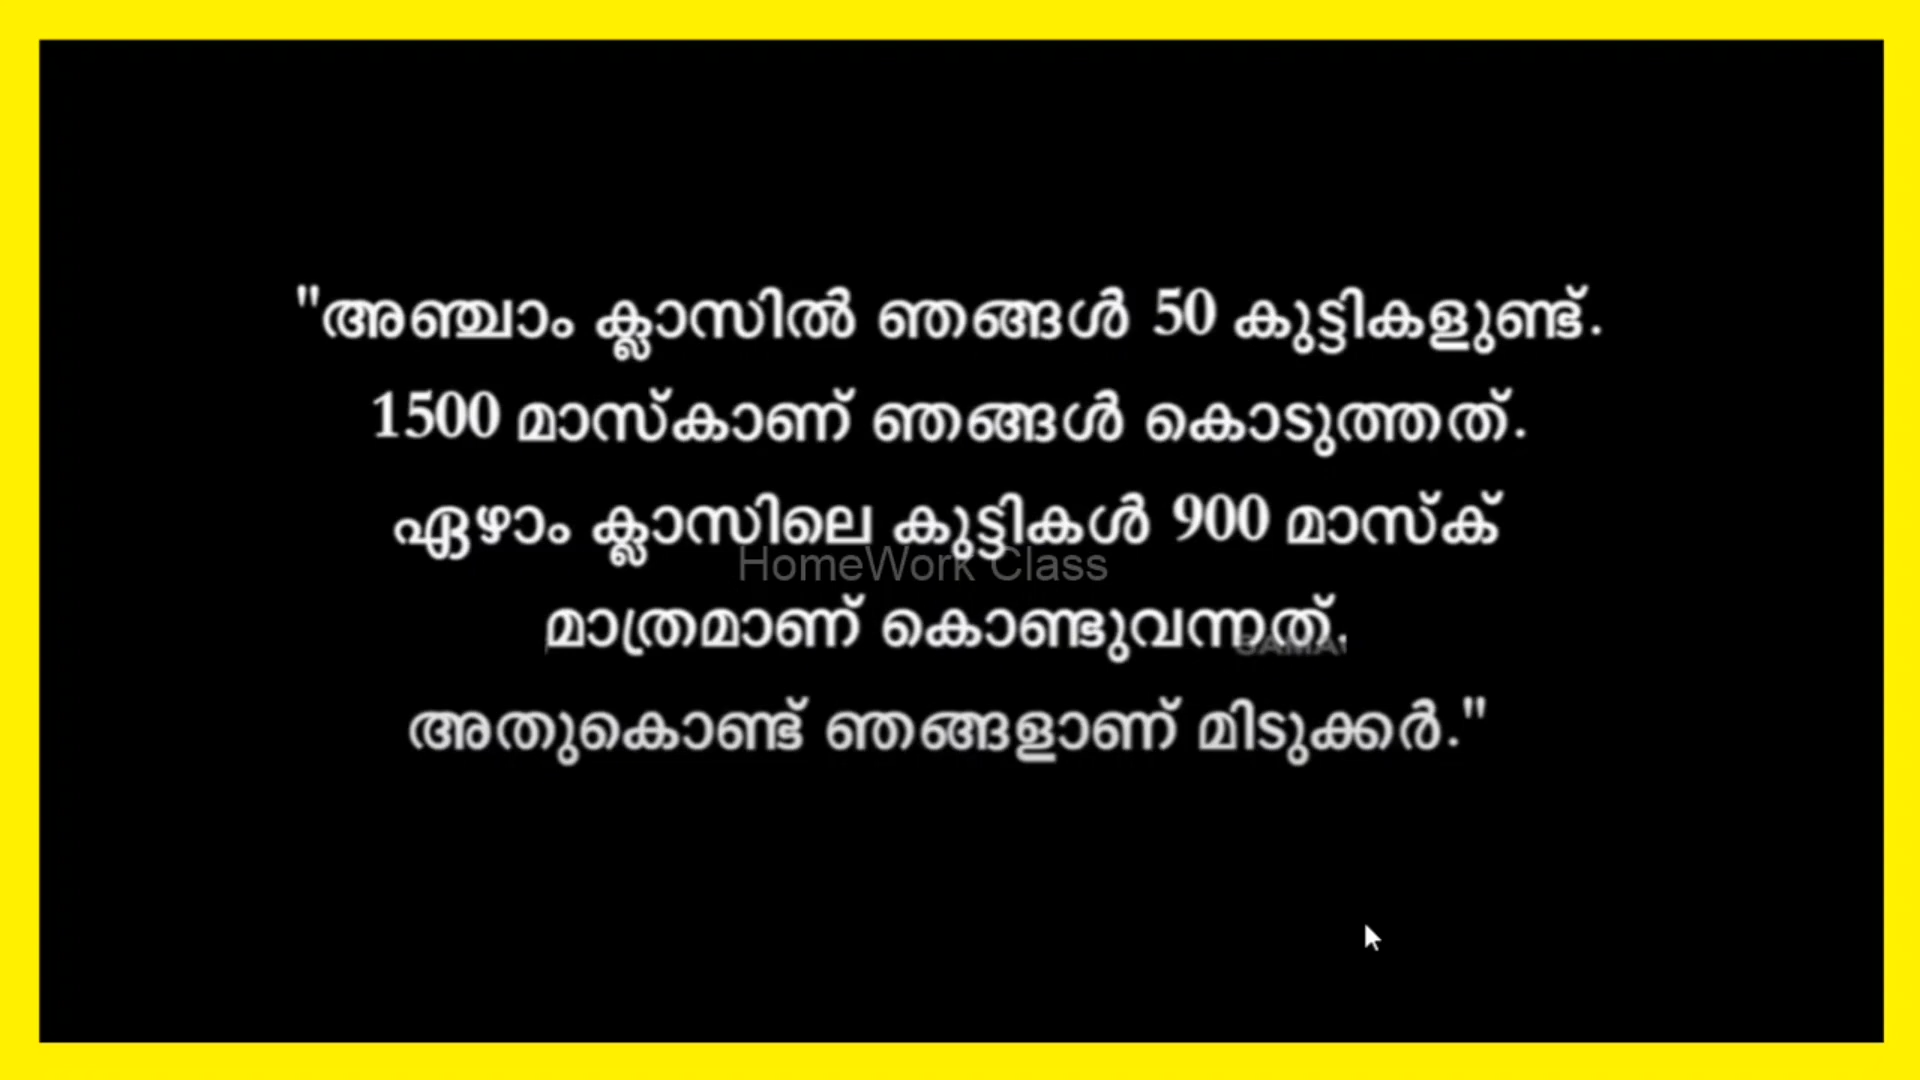 "അഞ്ചാം ക്ലാസിൽ ഞങ്ങൾ 50 കുട്ടികളുണ്ട്.
1500 മാസ്കാണ് ഞങ്ങൾ കൊടുത്തത്.
ഏഴാം ക്ലാസിലെ കുട്ടികൾ 900 മാസ്ക്
HomeWork Class
മാത്രമാണ് കൊണ്ടുവന്നത്.
അതുകൊണ്ട് ഞങ്ങളാണ് മിടുക്കർ."